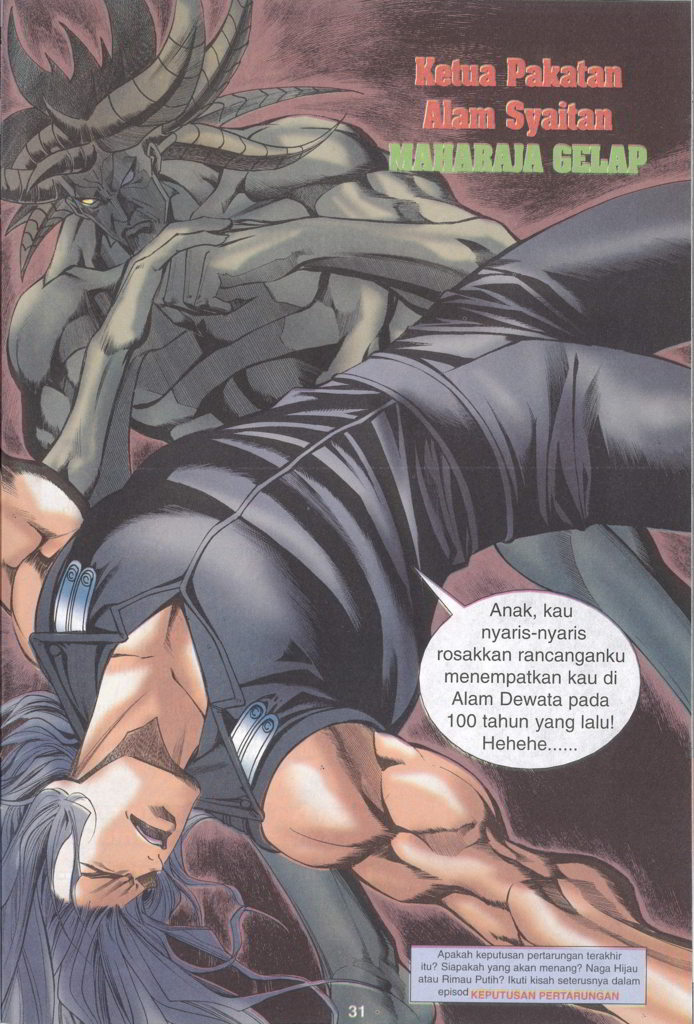 Ketua Pakatan
Alam Syaitan
MAHARAJA GELAP
Anak, kau
nyaris-nyaris
rosakkan rancanganku
menempatkan kau di
Alam Dewata pada
100 tahun yang lalu!
Hehehe......
Apakah keputusan pertarungan terakhir
itu? Siapakah yang akan menang? Naga Hijau
atau Rimau Putih? Ikuti kisah seterusnya dalam
episod KEPUTUSAN PERTARUNGAN
31